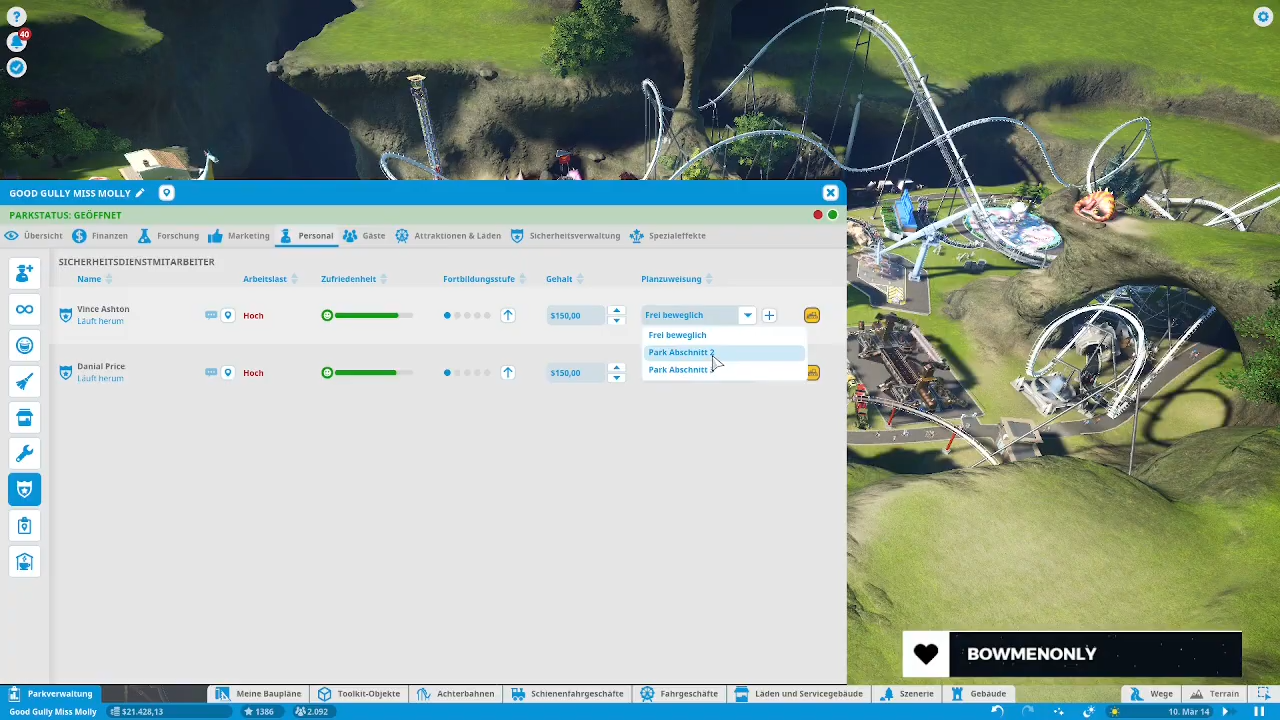 ?
40
GOOD GULLY MISS MOLLY
PARKSTATUS: GEÖFFNET
Übersicht Finanzen Forschung Marketing Personal Gäste Attraktionen & Läden Sicherheitsverwaltung Spezialeffekte
SICHERHEITSDIENSTMITARBEITER
Name Arbeitslast Zufriedenheit Fortbildungsstufe Gehalt Planzuweisung
Vince Ashton
Läuft herum
Hoch $150,00 Frei beweglich
Frei beweglich
Park Abschnitt 2
Park Abschnitt
Danial Price
Läuft herum
Hoch $150,00
BOWMENONLY
Parkverwaltung Meine Baupläne Toolkit-Objekte Achterbahnen Schienenfahrgeschäfte Fahrgeschäfte Läden und Servicegebäude Szenerie Gebäude Wege Terrain
Good Gully Miss Molly $21.428,13 1386 2.092 10. Mär 14